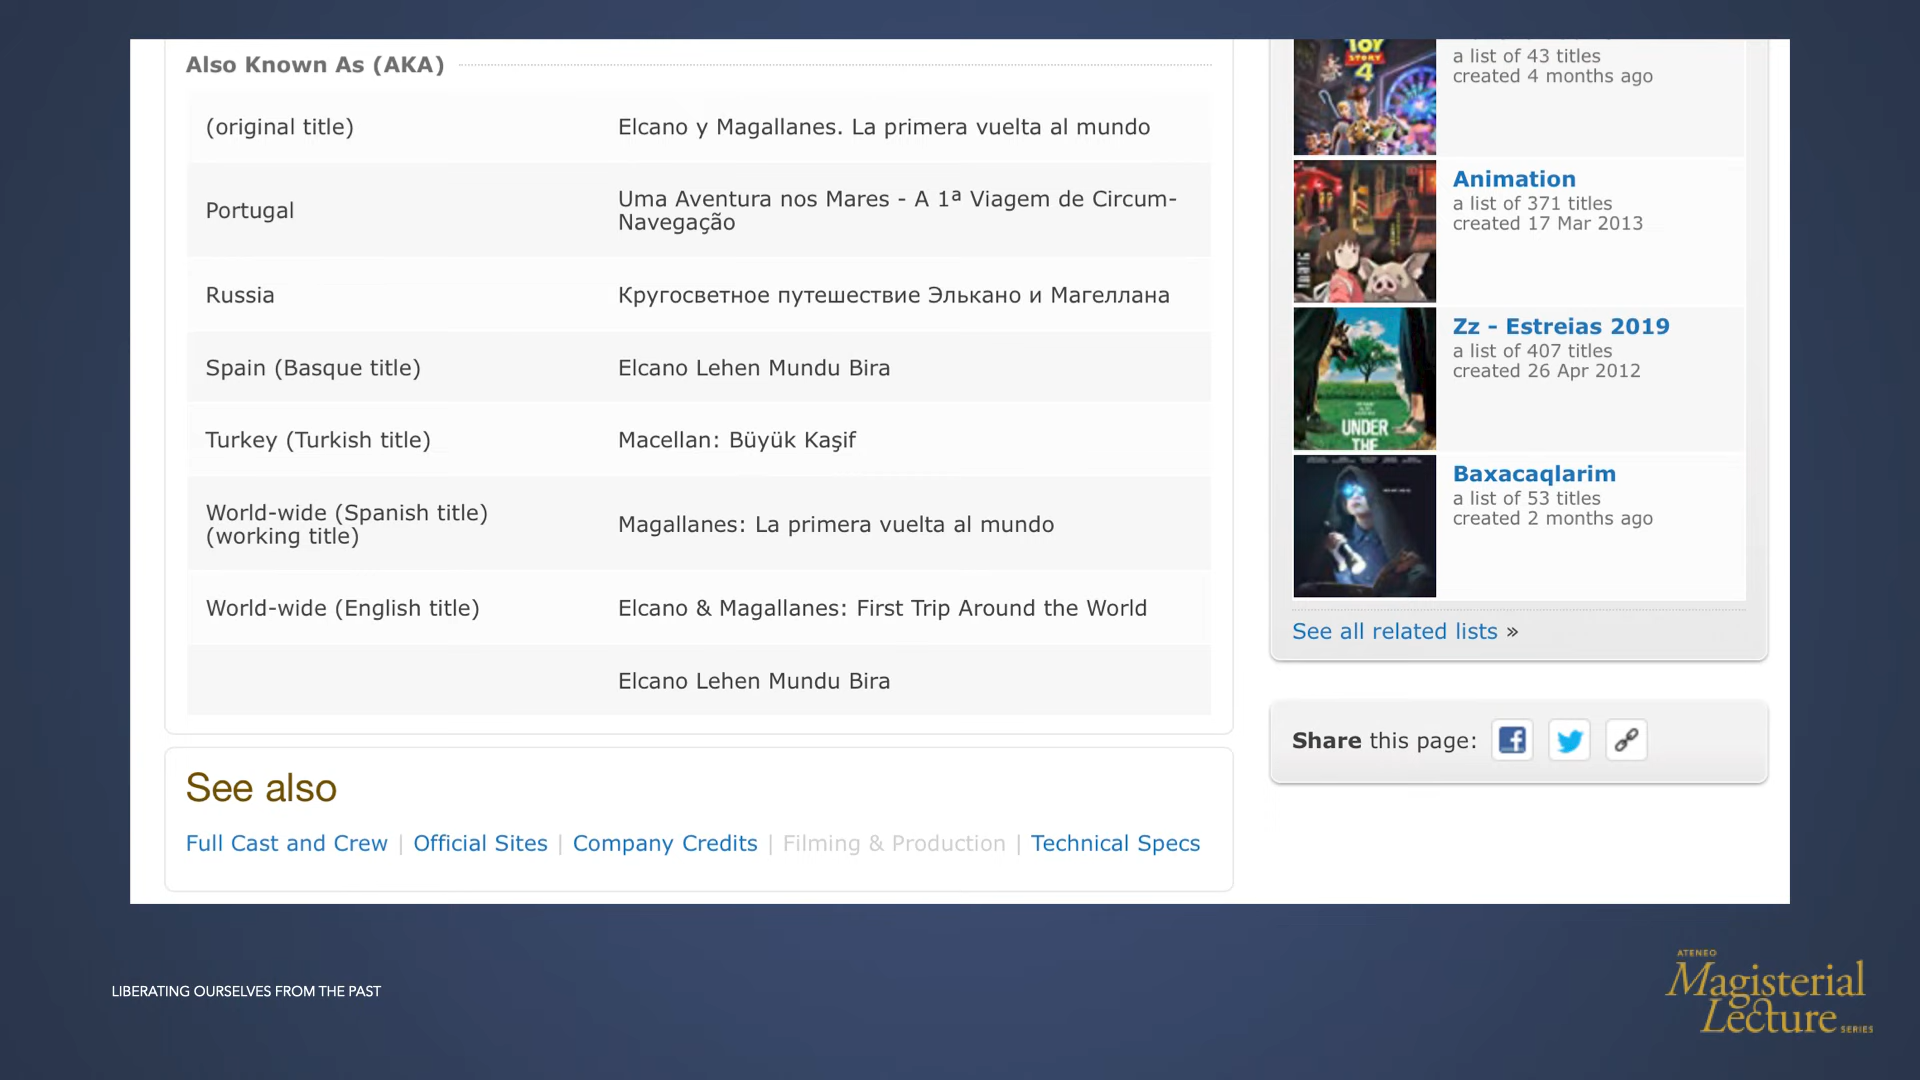 Also Known As (AKA)
(original title)
Elcano y Magallanes. La primera vuelta al mundo
Portugal
Uma Aventura nos Mares - A 1ª Viagem de Circum-
Navegação
Russia
Кругосветное путешествие Элькано и Магеллана
Spain (Basque title)
Elcano Lehen Mundu Bira
Turkey (Turkish title)
Macellan: Büyük Kaşif
World-wide (Spanish title)
(working title)
Magallanes: La primera vuelta al mundo
World-wide (English title)
Elcano & Magallanes: First Trip Around the World
Elcano Lehen Mundu Bira
See also
Full Cast and Crew | Official Sites | Company Credits | Filming & Production | Technical Specs
TOY
STORY
4
a list of 43 titles
created 4 months ago
Animation
a list of 371 titles
created 17 Mar 2013
UNDER
THE
Zz - Estreias 2019
a list of 407 titles
created 26 Apr 2012
Baxacaqlarim
a list of 53 titles
created 2 months ago
See all related lists »
Share this page:
LIBERATING OURSELVES FROM THE PAST
ATENEO
Magisterial
Lecture SERIES